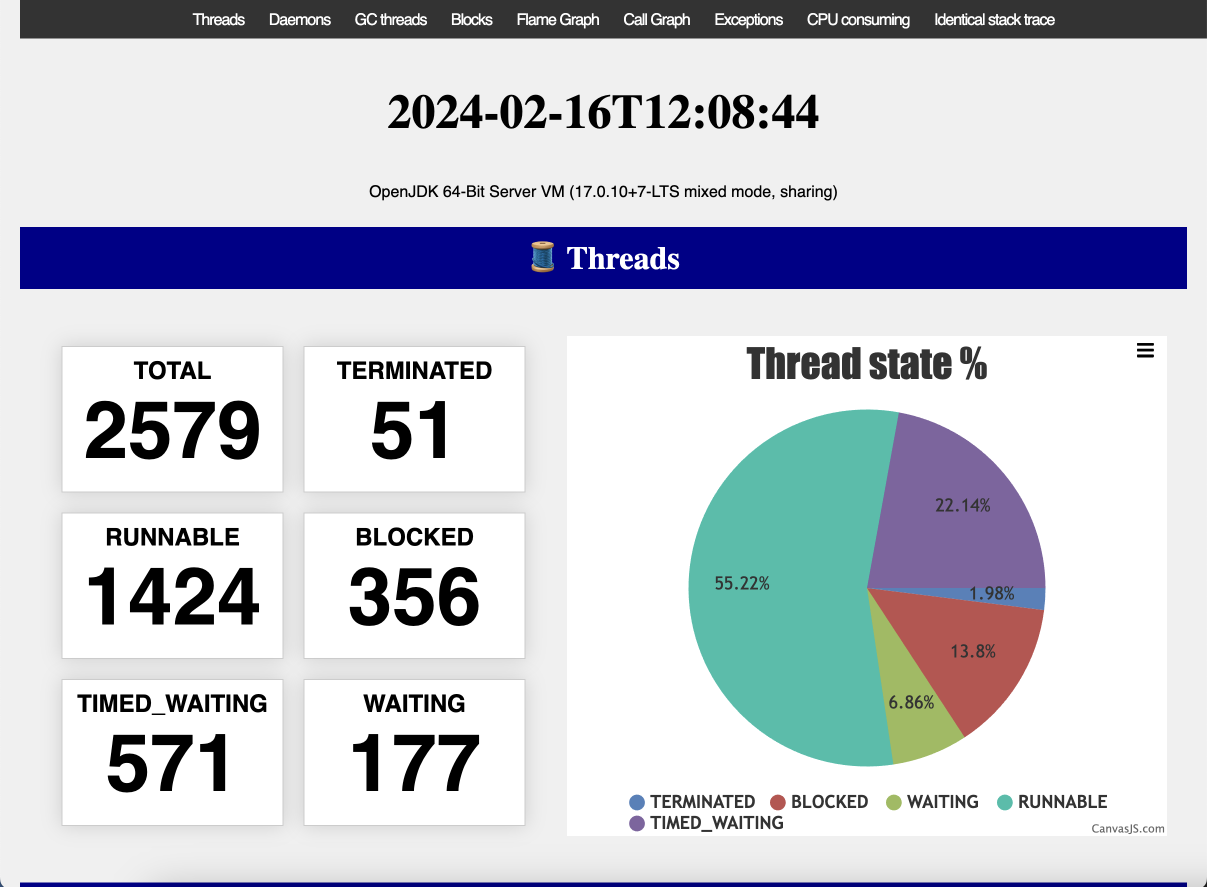 Threads Daemons GC threads Blocks Flame Graph Call Graph Exceptions CPU consuming Identical stack trace
2024-02-16T12:08:44
OpenJDK 64-Bit Server VM (17.0.10+7-LTS mixed mode, sharing)
Threads
TOTAL
2579
TERMINATED
51
RUNNABLE
1424
BLOCKED
356
TIMED_WAITING
571
WAITING
177
Thread state %
22.14%
55.22%
1.98%
13.8%
6.86%
TERMINATED BLOCKED WAITING RUNNABLE
TIMED_WAITING
CanvasJS.com